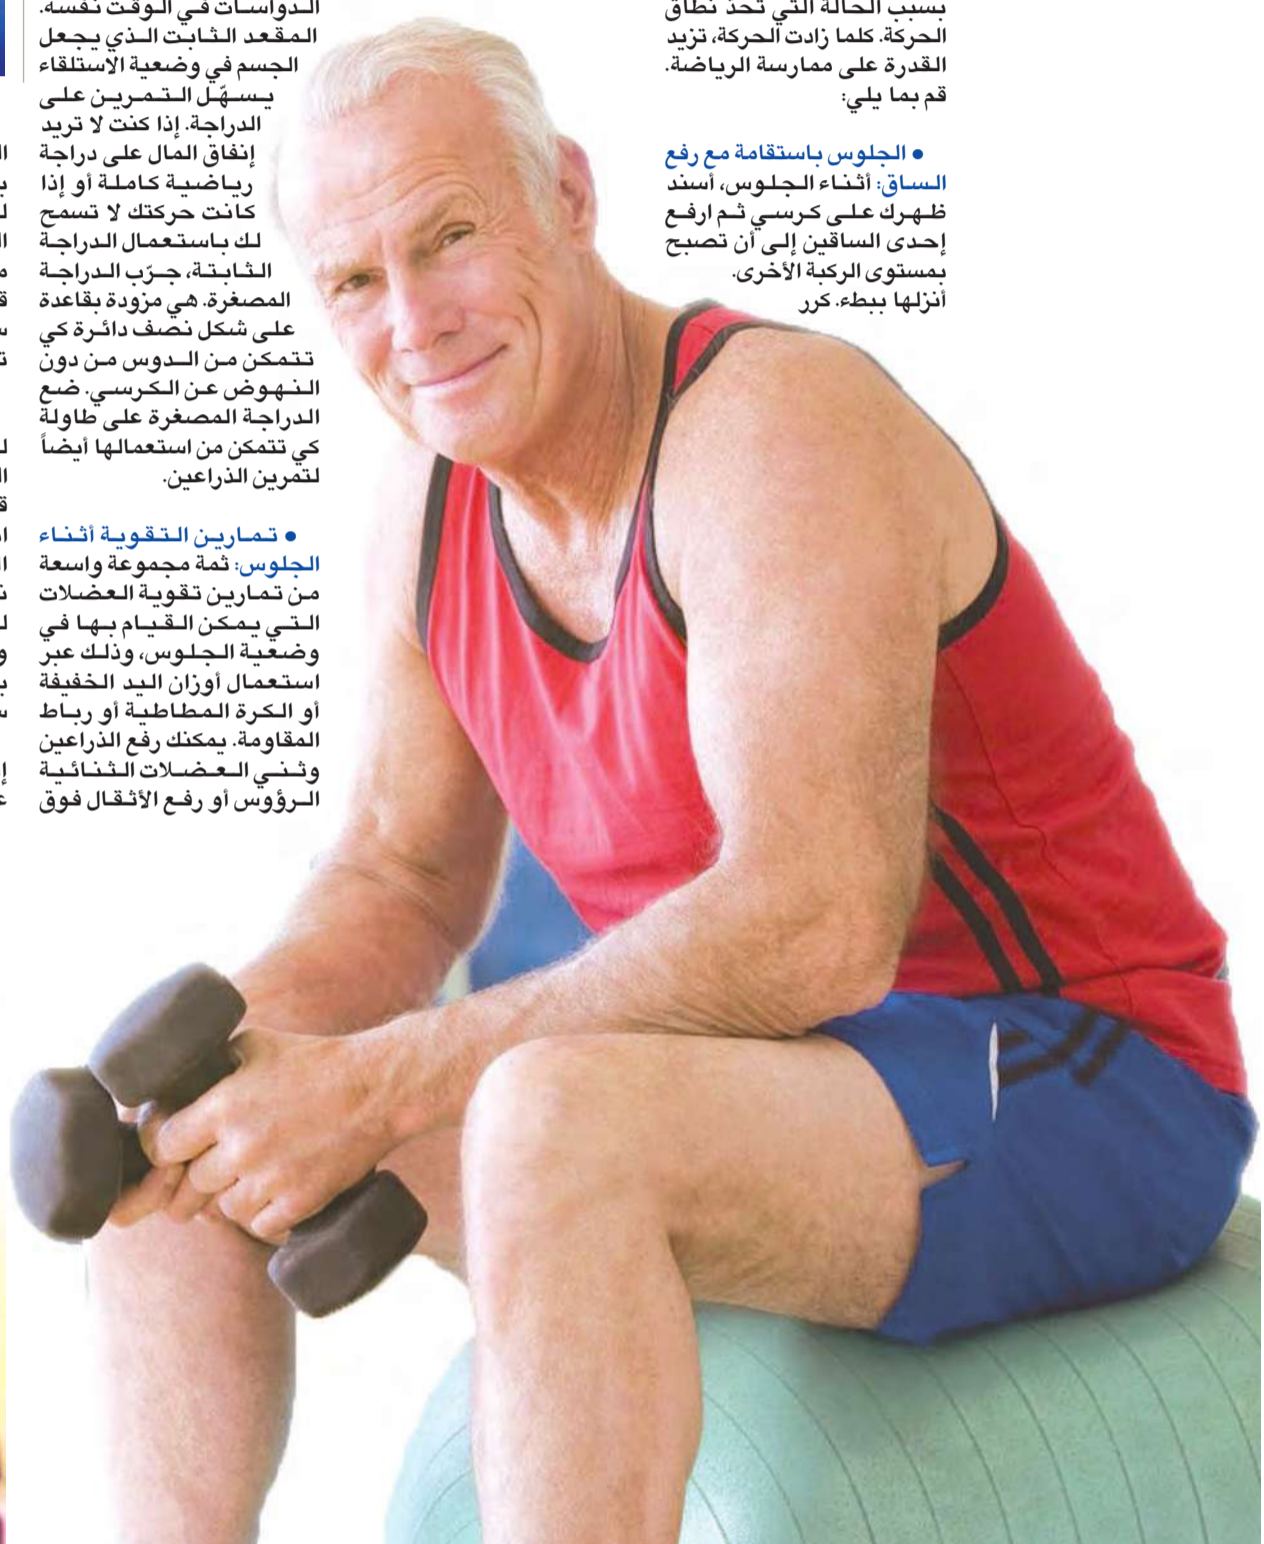 بسبب الحالة التي تحدّ نطاق
الحركة. كلما زادت الحركة، تزيد
القدرة على ممارسة الرياضة.
قم بما يلي:
● الجلوس باستقامة مع رفع
الساق: أثناء الجلوس، أسند
ظهرك على كرسي ثم ارفع
إحدى الساقين إلى أن تصبح
بمستوى الركبة الأخرى.
أنزلها ببطء. كرر
الدواسات في الوقت نفسه.
المقعد الثابت الذي يجعل
الجسم في وضعية الاستلقاء
يسهّل التمرين على
الدراجة. إذا كنت لا تريد
إنفاق المال على دراجة
رياضية كاملة أو إذا
كانت حركتك لا تسمح
لك باستعمال الدراجة
الثابتة، جرّب الدراجة
المصغرة. هي مزودة بقاعدة
على شكل نصف دائرة كي
تتمكن من الدوس من دون
النهوض عن الكرسي. ضع
الدراجة المصغرة على طاولة
كي تتمكن من استعمالها أيضاً
لتمرين الذراعين.
● تمارين التقوية أثناء
الجلوس: ثمة مجموعة واسعة
من تمارين تقوية العضلات
التي يمكن القيام بها في
وضعية الجلوس، وذلك عبر
استعمال أوزان اليد الخفيفة
أو الكرة المطاطية أو رباط
المقاومة. يمكنك رفع الذراعين
وثني العضلات الثنائية
الرؤوس أو رفع الأثقال فوق